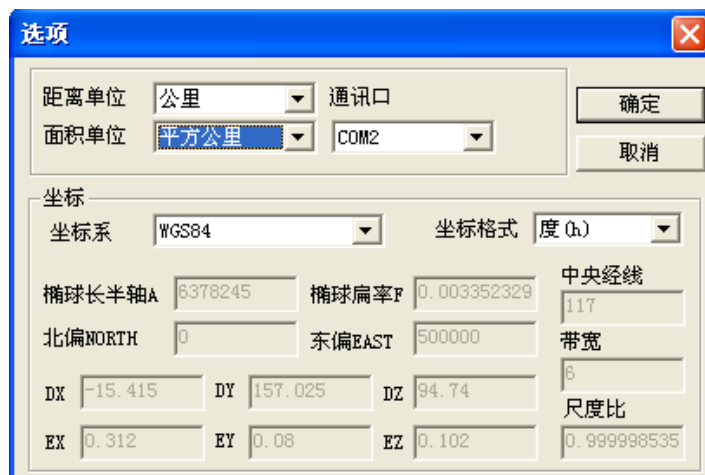 选项
距离单位 公里 通讯口 确定
面积单位 平方公里 COM2 取消
坐标
坐标系 WGS84 坐标格式 度(h)
椭球长半轴A 6378245 椭球扁率F 0.003352329 中央经线 117
北偏NORTH 0 东偏EAST 500000 带宽 6
DX -15.415 DY 157.025 DZ 94.74 尺度比
EX 0.312 EY 0.08 EZ 0.102 0.999998535